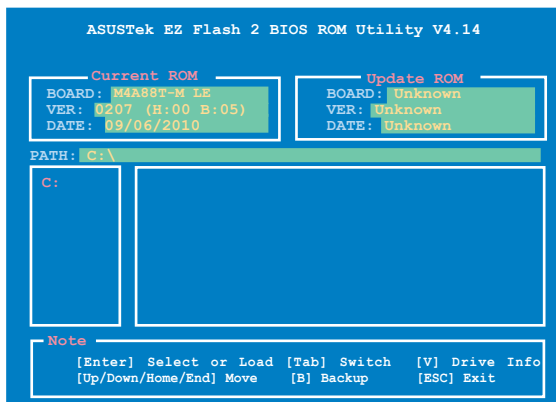 ASUSTek EZ Flash 2 BIOS ROM Utility V4.14
Current ROM
BOARD: M4A88T-M LE
VER: 0207 (H:00 B:05)
DATE: 09/06/2010
Update ROM
BOARD: Unknown
VER: Unknown
DATE: Unknown
PATH: C:\
C:
Note
[Enter] Select or Load [Tab] Switch [V] Drive Info
[Up/Down/Home/End] Move [B] Backup [ESC] Exit